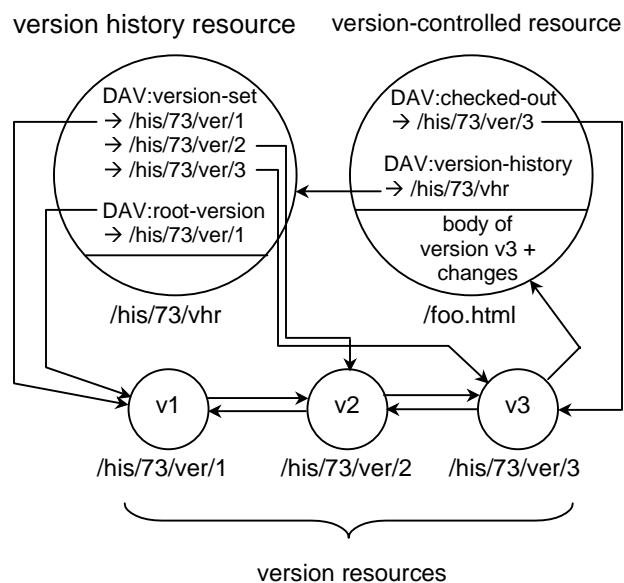 version history resource
version-controlled resource
DAV:version-set
→ /his/73/ver/1
→ /his/73/ver/2
→ /his/73/ver/3
DAV:root-version
→ /his/73/ver/1
/his/73/vhr
DAV:checked-out
→ /his/73/ver/3
DAV:version-history
→ /his/73/vhr
body of
version v3 +
changes
/foo.html
v1
v2
v3
/his/73/ver/1
/his/73/ver/2
/his/73/ver/3
version resources